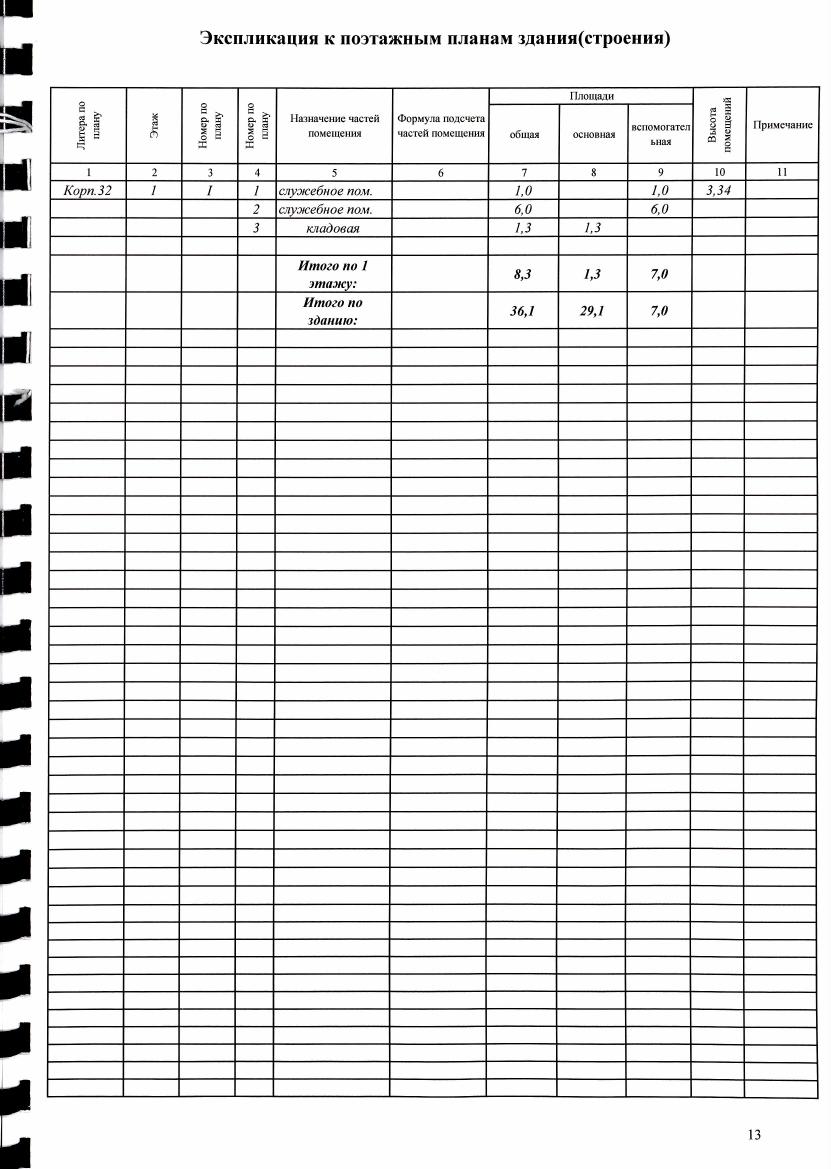 Экспликация к поэтажным планам здания(строения)
Литера по плану
Этаж
Номер по плану
Номер по плану
Назначение частей помещения
Формула подсчета частей помещения
Площади
общая
основная
вспомогател ьная
Высота помещений
Примечание
1 2 3 4 5 6 7 8 9 10 11
Корп.32 1 I 1 служебное пом. 1,0 1,0 3,34
2 служебное пом. 6,0 6,0
3 кладовая 1,3 1,3
Итого по 1 этажу: 8,3 1,3 7,0
Итого по зданию: 36,1 29,1 7,0
13